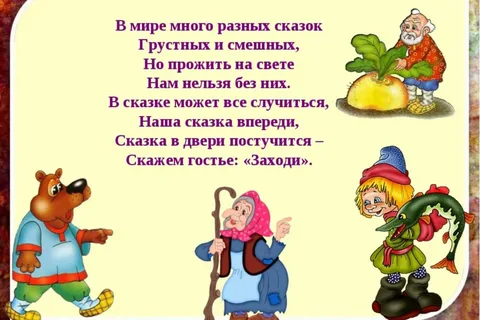 В мире много разных сказок
Грустных и смешных,
Но прожить на свете
Нам нельзя без них.
В сказке может все случиться,
Наша сказка впереди,
Сказка в двери постучится –
Скажем гостье: «Заходи».